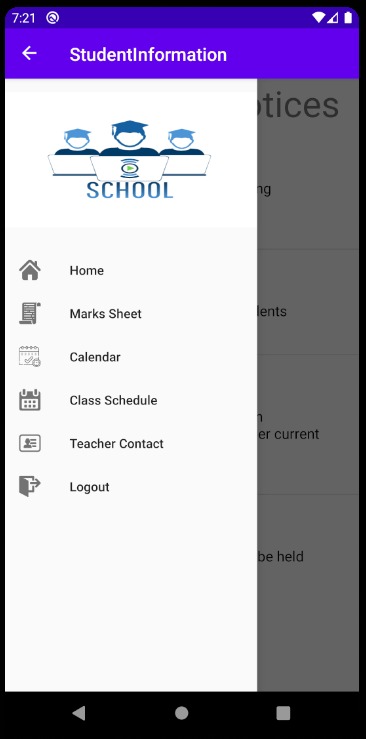 7:21
StudentInformation
otices
SCHOOL
ng
Home
Marks Sheet
lents
Calendar
Class Schedule
n
er current
Teacher Contact
Logout
be held